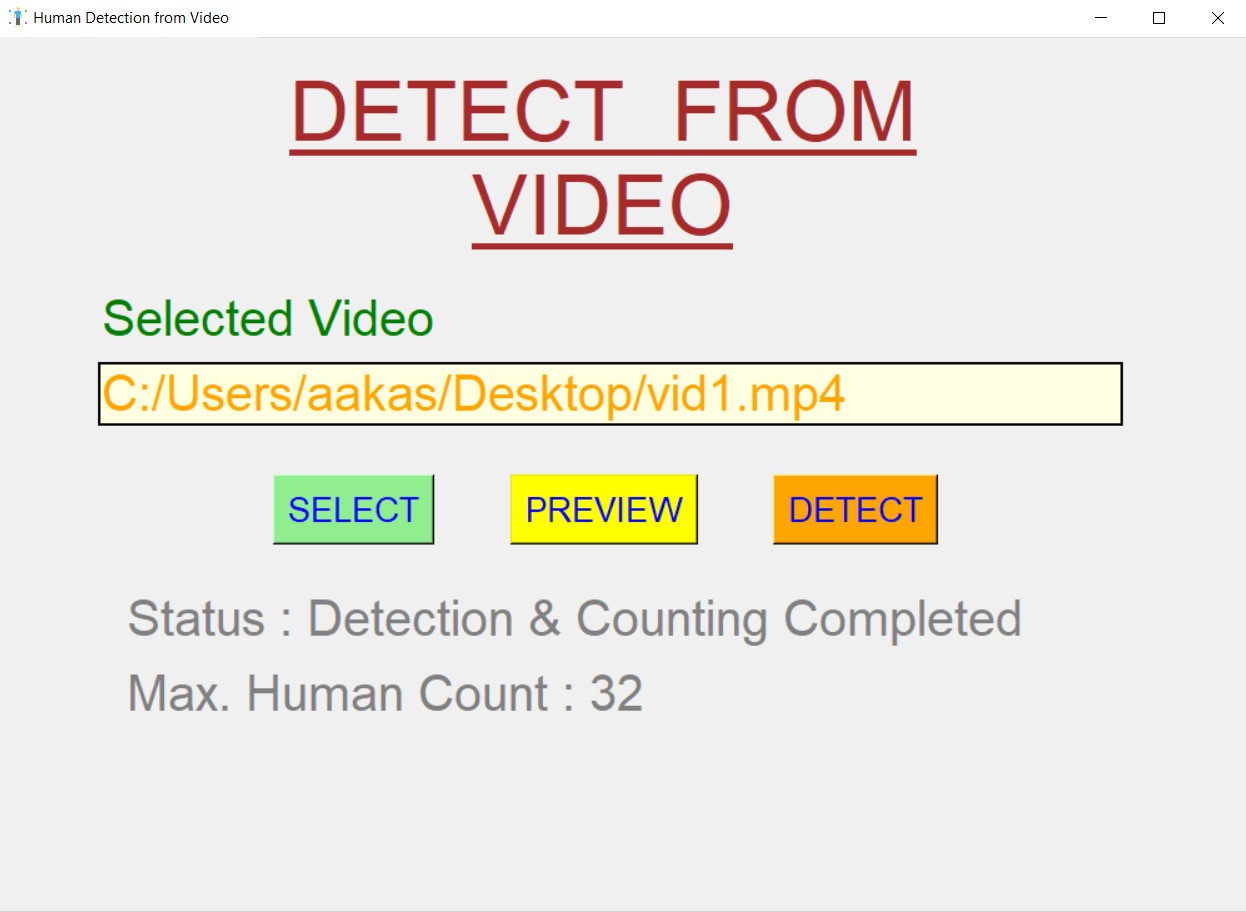 Human Detection from Video
DETECT FROM
VIDEO
Selected Video
C:/Users/aakas/Desktop/vid1.mp4
SELECT PREVIEW DETECT
Status : Detection & Counting Completed
Max. Human Count : 32